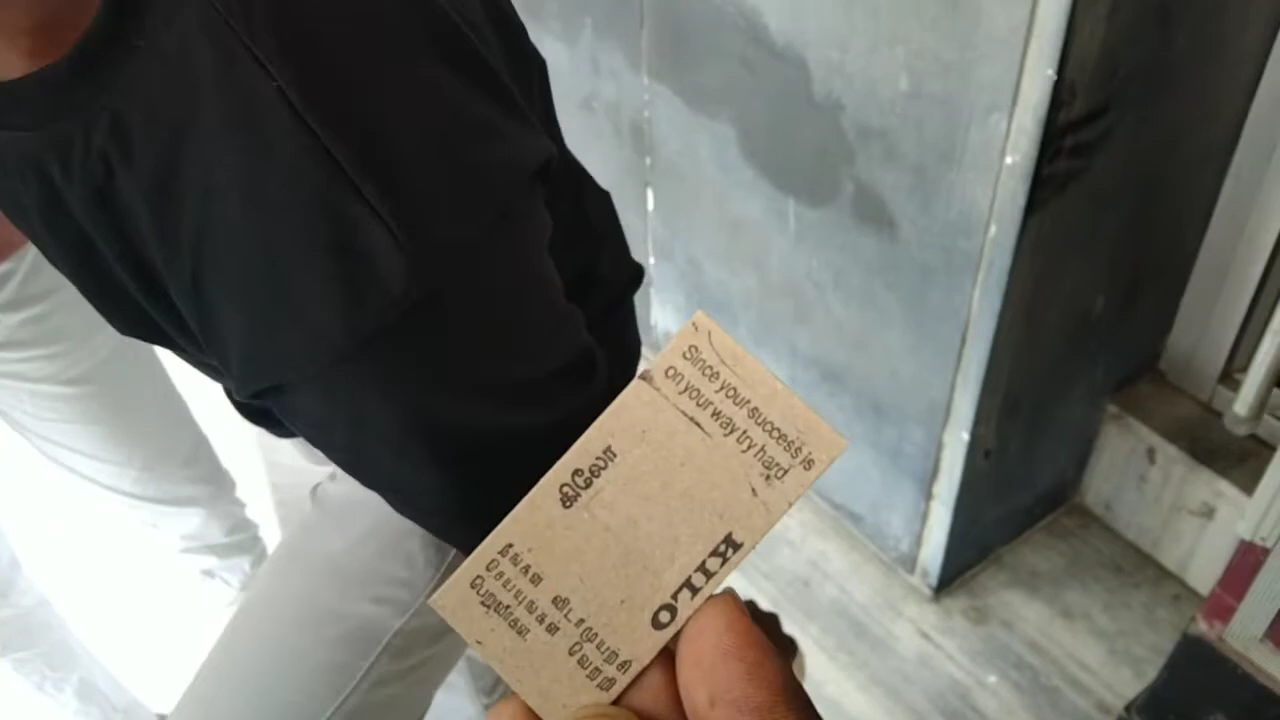 Since your success is
on your way try hard.
கிலோ
KILO
நீங்கள் விடாமுயற்சி
செய்யுங்கள் வெற்றி
பெறுவீர்கள்.